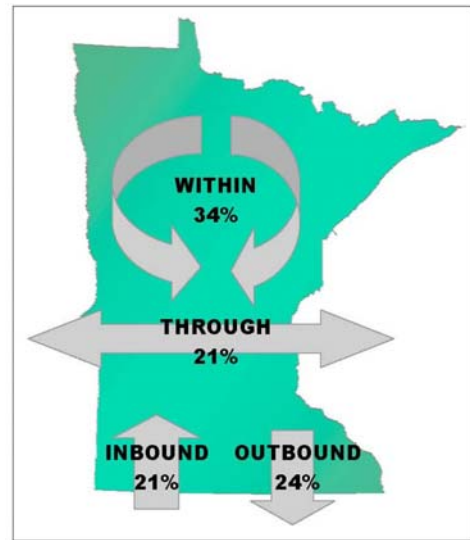 WITHIN
34%
THROUGH
21%
INBOUND OUTBOUND
21% 24%